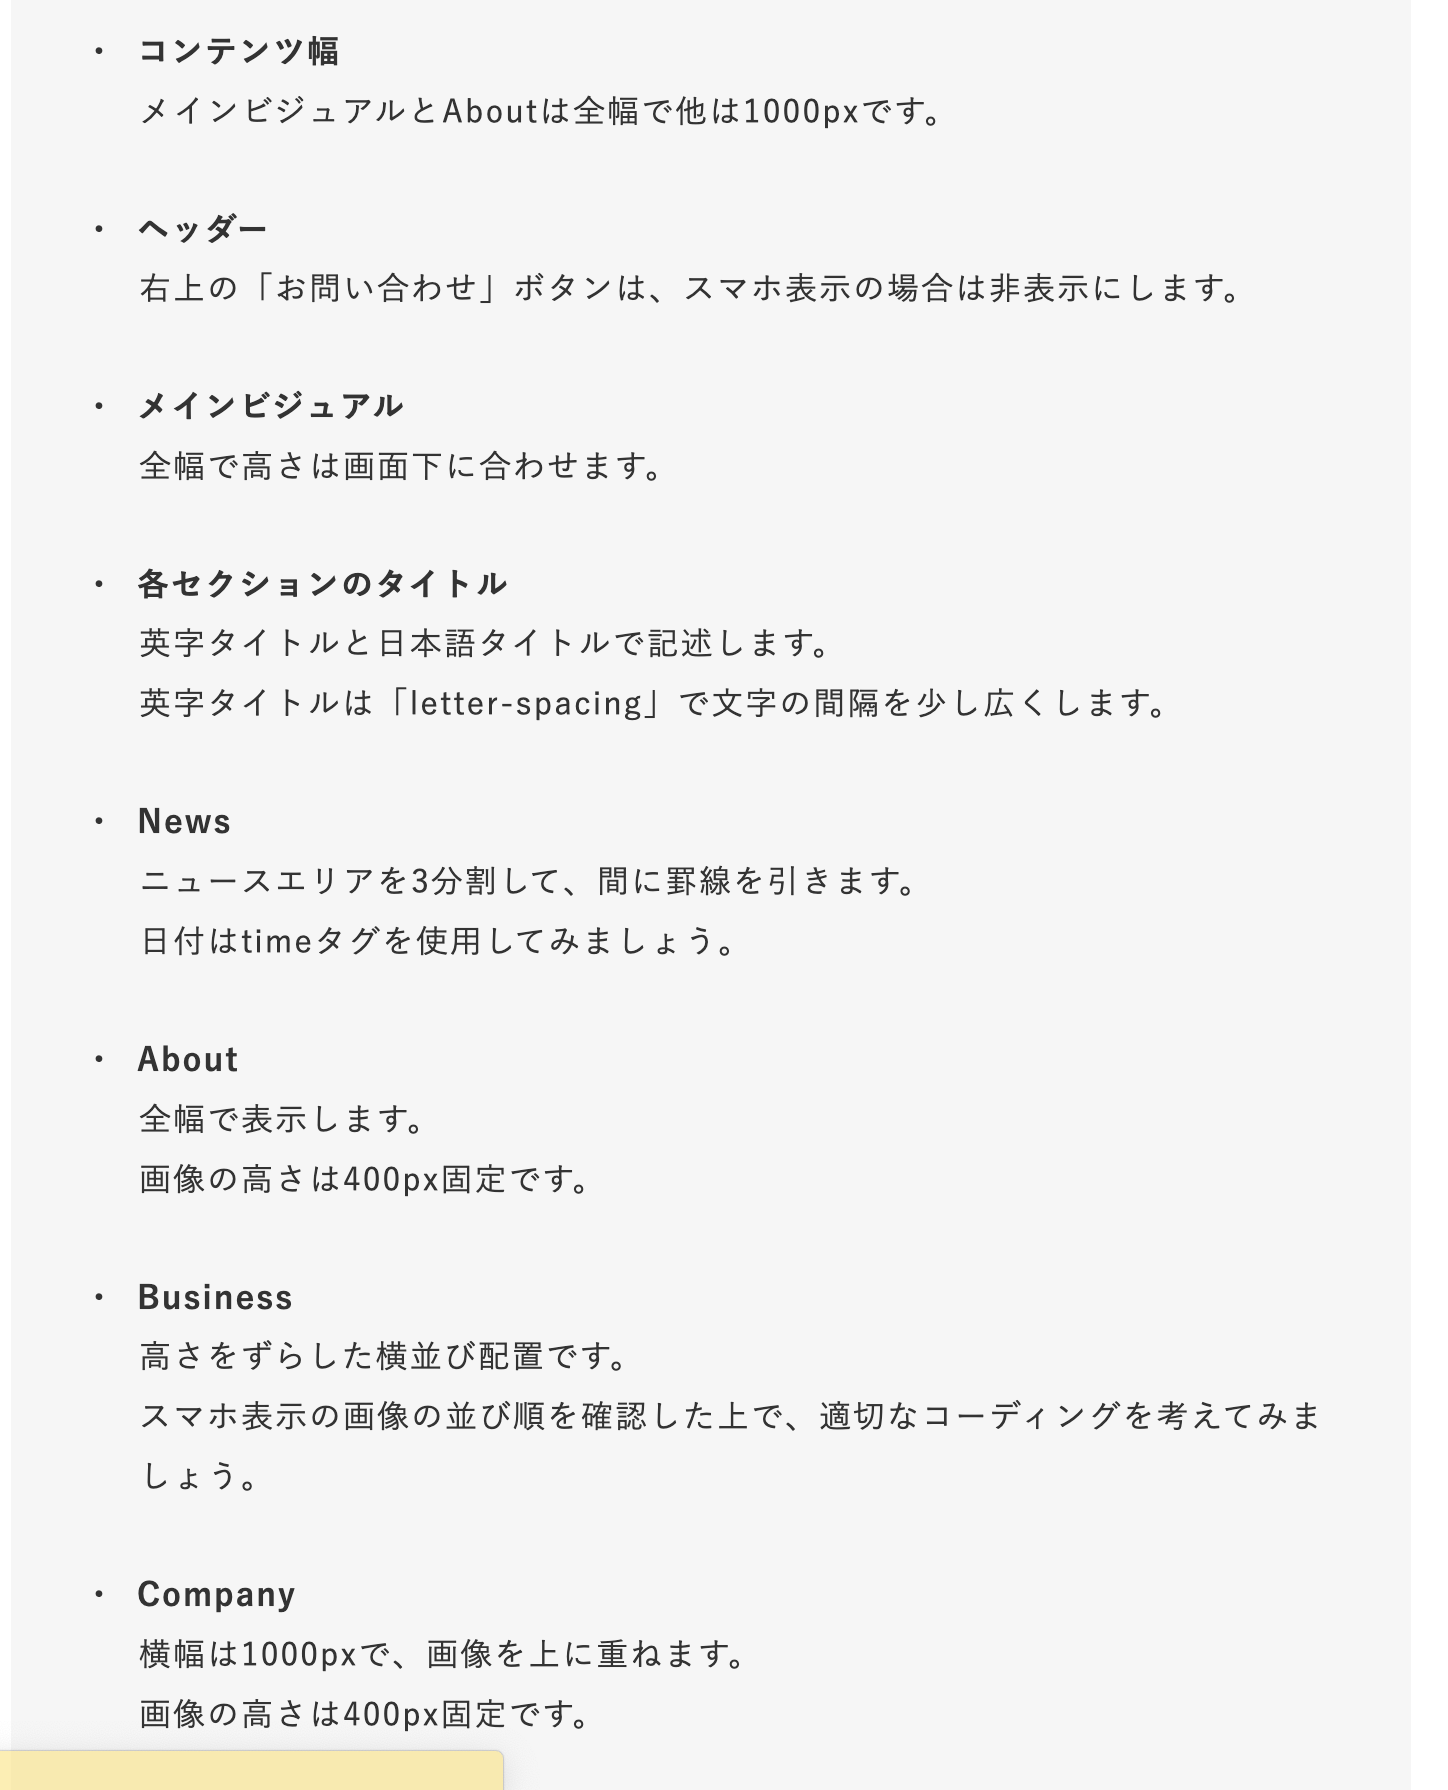 ・ コンテンツ幅
メインビジュアルとAboutは全幅で他は1000pxです。
・ ヘッダー
右上の「お問い合わせ」ボタンは、スマホ表示の場合は非表示にします。
・ メインビジュアル
全幅で高さは画面下に合わせます。
・ 各セクションのタイトル
英字タイトルと日本語タイトルで記述します。
英字タイトルは「letter-spacing」で文字の間隔を少し広くします。
・ News
ニュースエリアを3分割して、間に罫線を引きます。
日付はtimeタグを使用してみましょう。
・ About
全幅で表示します。
画像の高さは400px固定です。
・ Business
高さをずらした横並び配置です。
スマホ表示の画像の並び順を確認した上で、適切なコーディングを考えてみま
しょう。
・ Company
横幅は1000pxで、画像を上に重ねます。
画像の高さは400px固定です。